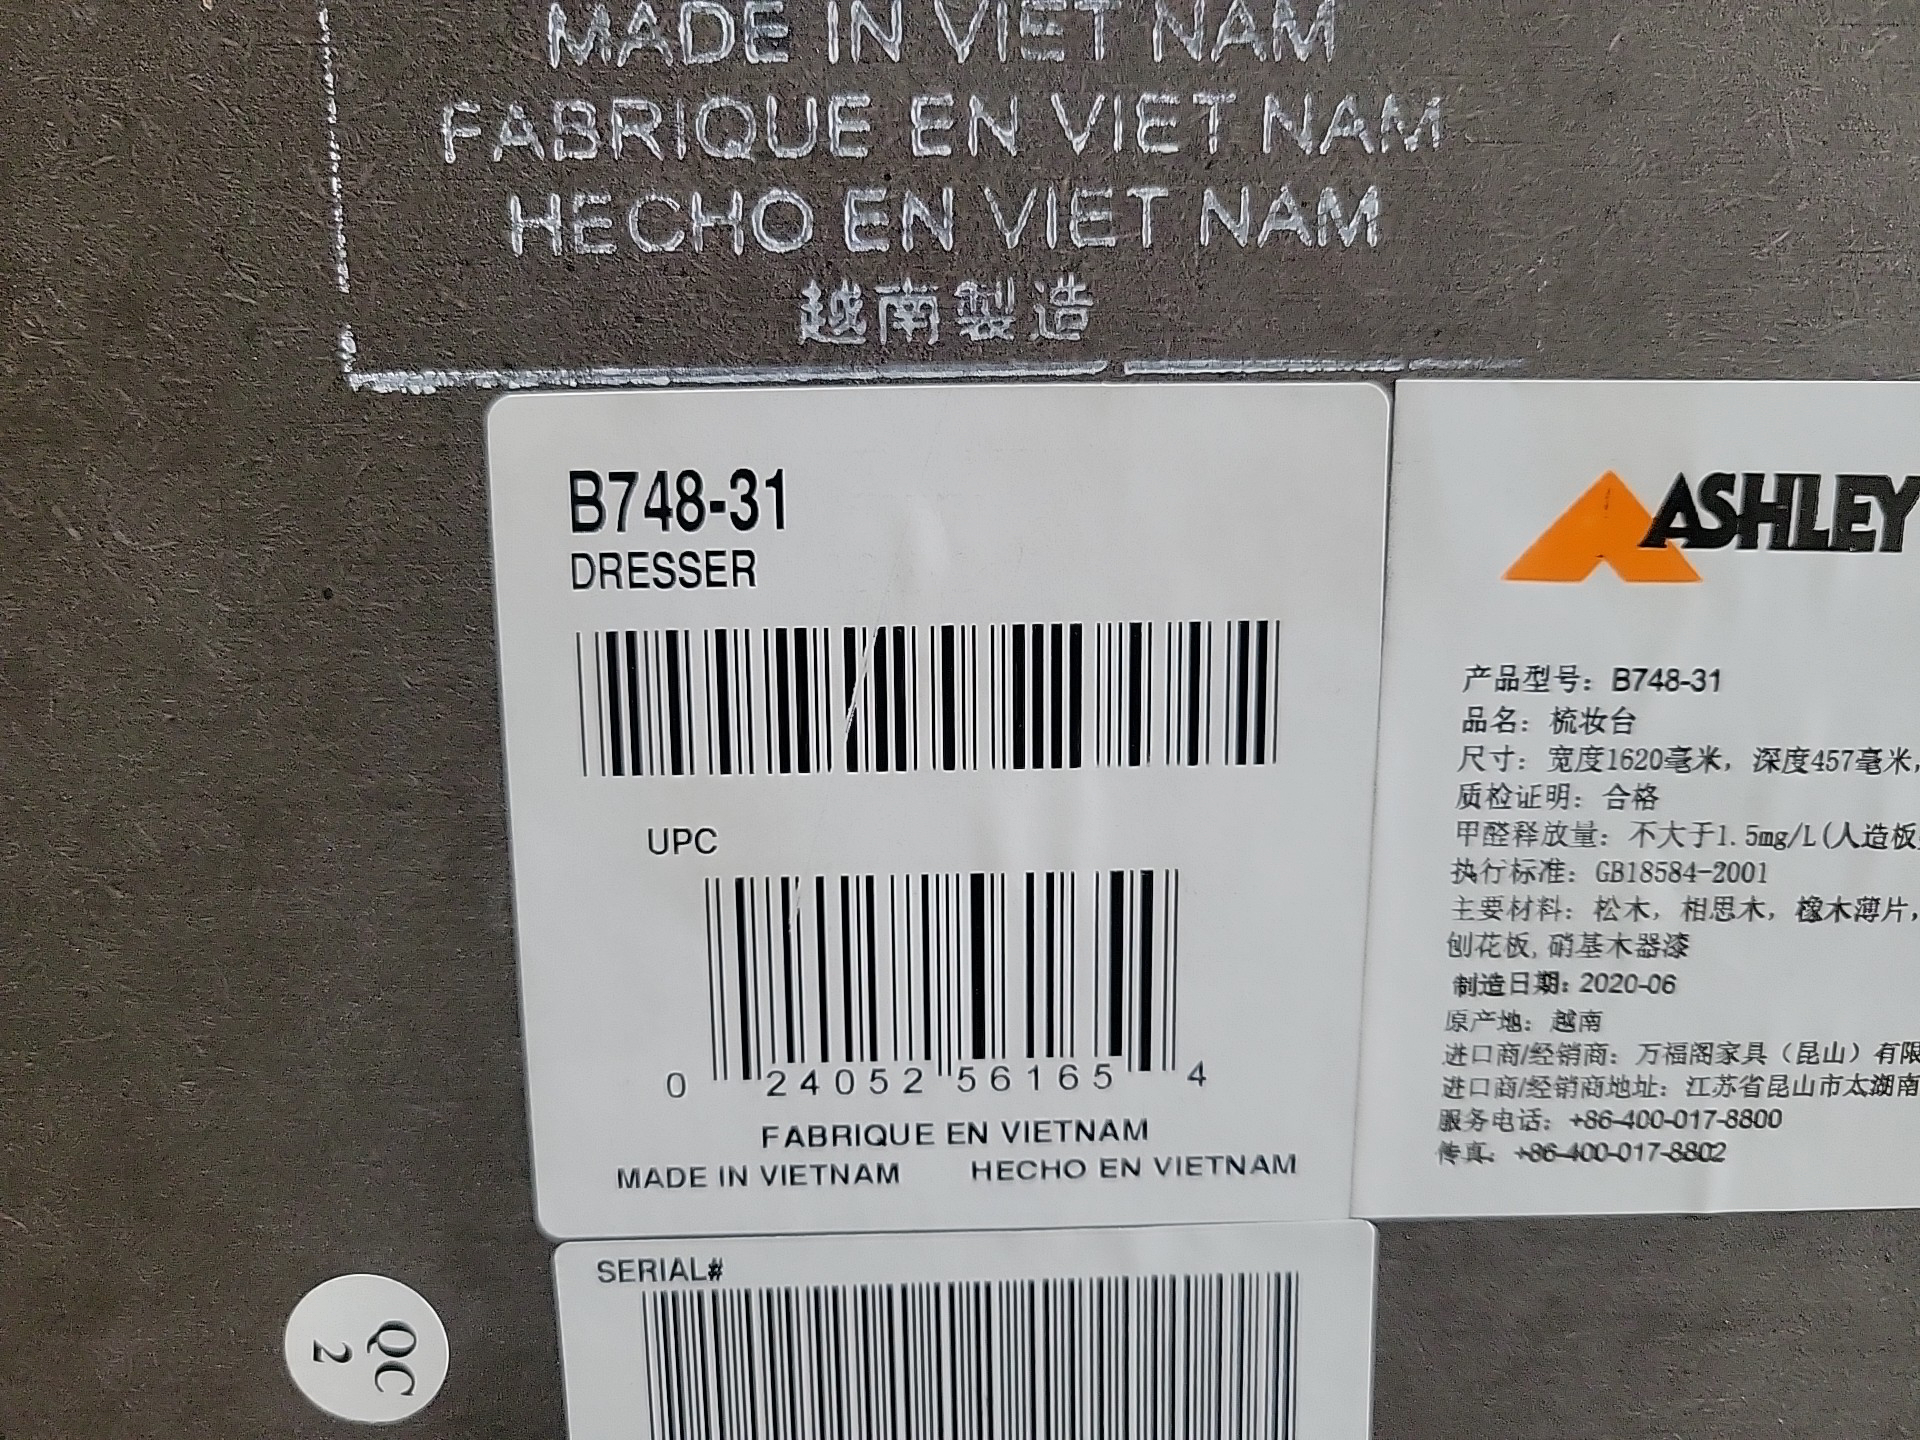 MADE IN VIET NAM
FABRIQUE EN VIET NAM
HECHO EN VIET NAM
越南製造
B748-31
DRESSER
UPC
0 24052 56165 4
FABRIQUE EN VIETNAM
MADE IN VIETNAM HECHO EN VIETNAM
SERIAL#
QC
2
ASHLEY
产品型号: B748-31
品名: 梳妆台
尺寸: 宽度1620毫米, 深度457毫米,
质检证明: 合格
甲醛释放量: 不大于1.5mg/L(人造板
执行标准: GB18584-2001
主要材料: 松木, 相思木, 橡木薄片,
刨花板, 硝基木器漆
制造日期: 2020-06
原产地: 越南
进口商/经销商: 万福阁家具（昆山）有限
进口商/经销商地址: 江苏省昆山市太湖南
服务电话: +86-400-017-8800
传真: +86-400-017-8802